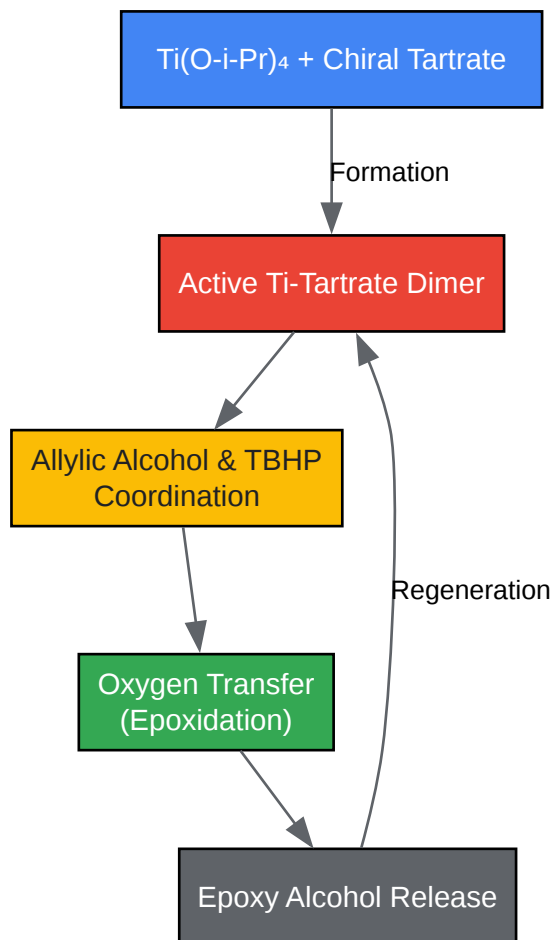 Ti(O-i-Pr)₄ + Chiral Tartrate
Formation
Active Ti-Tartrate Dimer
Allylic Alcohol & TBHP
Coordination
Regeneration
Oxygen Transfer
(Epoxidation)
Epoxy Alcohol Release